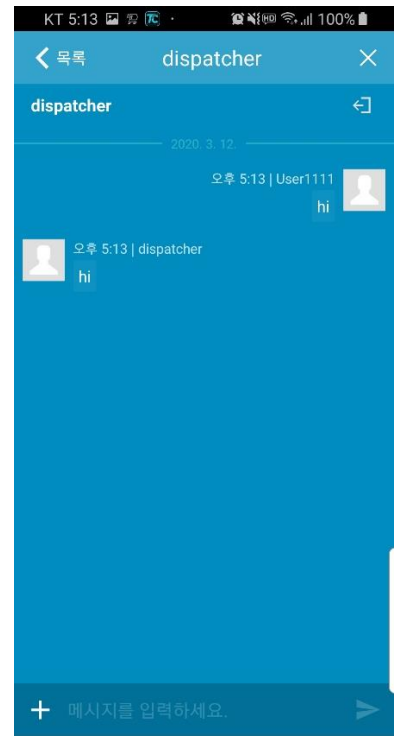 KT 5:13 100%
목록 dispatcher
dispatcher
2020. 3. 12.
오후 5:13 | User1111
hi
오후 5:13 | dispatcher
hi
메시지를 입력하세요.